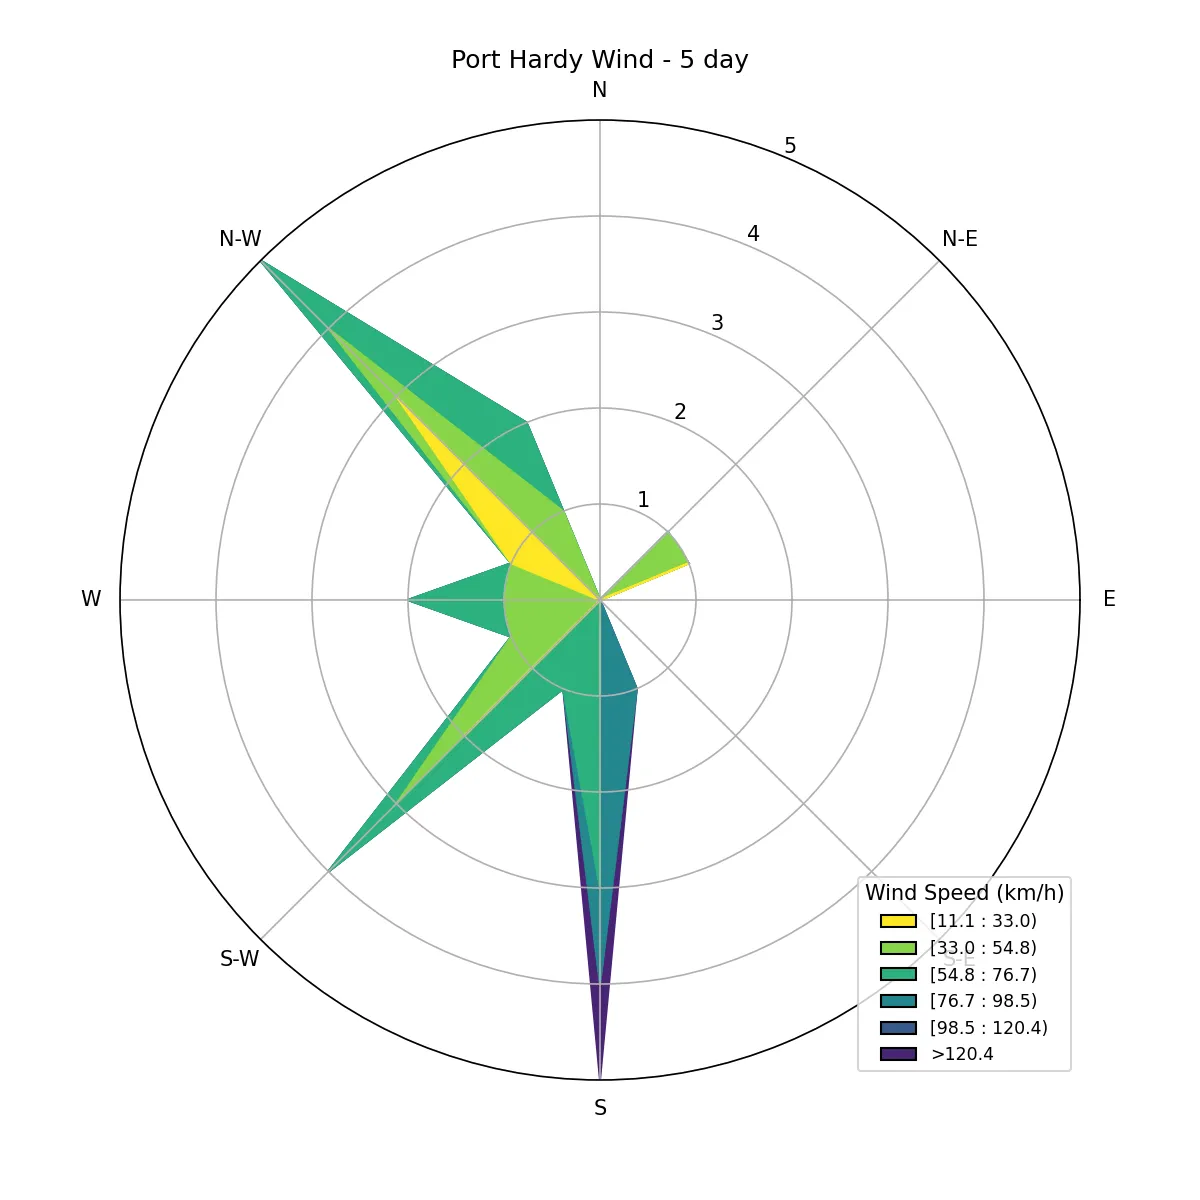 Port Hardy Wind - 5 day
N
5
N-W
N-E
4
3
2
1
W
E
Wind Speed (km/h)
[11.1 : 33.0)
[33.0 : 54.8)
S-W
S-E
[54.8 : 76.7)
[76.7 : 98.5)
[98.5 : 120.4)
>120.4
S